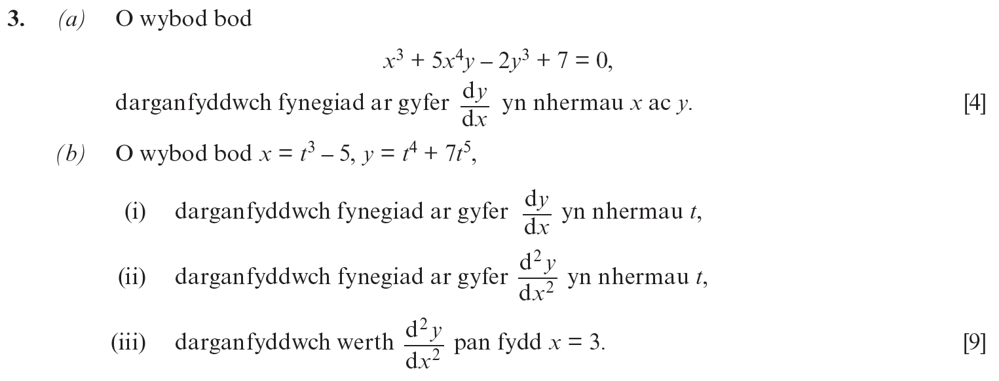 3. (a) O wybod bod
x³ + 5x⁴y – 2y³ + 7 = 0,
darganfyddwch fynegiad ar gyfer dy/dx yn nhermau x ac y. [4]
(b) O wybod bod x = t³ – 5, y = t⁴ + 7t⁵,
(i) darganfyddwch fynegiad ar gyfer dy/dx yn nhermau t,
(ii) darganfyddwch fynegiad ar gyfer d²y/dx² yn nhermau t,
(iii) darganfyddwch werth d²y/dx² pan fydd x = 3. [9]